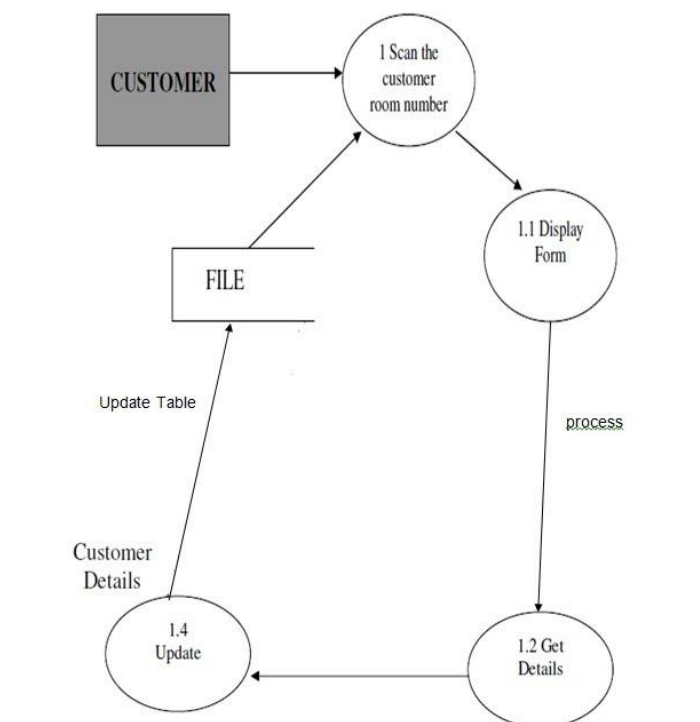 CUSTOMER
1 Scan the
customer
room number
1.1 Display
Form
FILE
Update Table
process
Customer
Details
1.4
Update
1.2 Get
Details